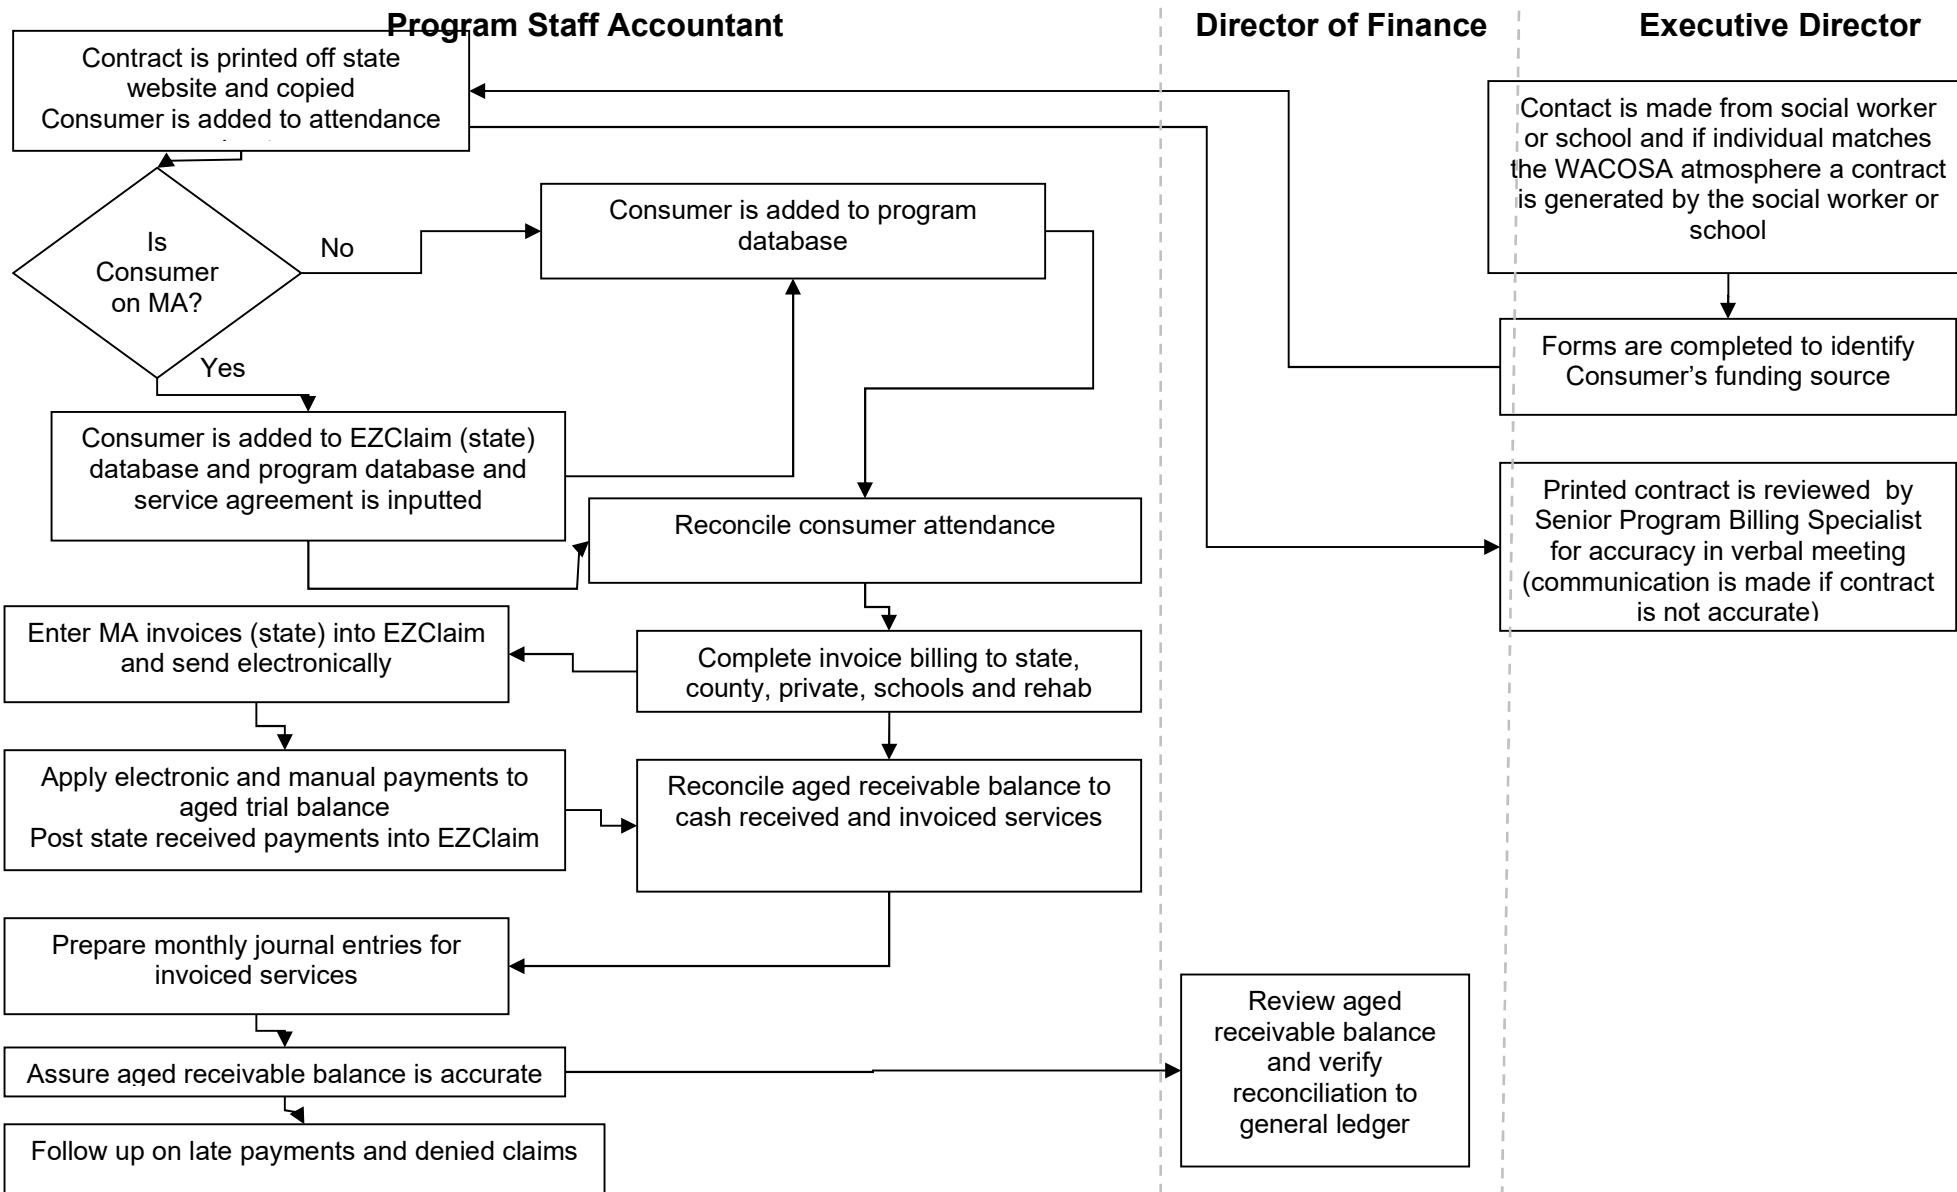 Program Staff Accountant
Director of Finance
Executive Director
Contract is printed off state
website and copied
Consumer is added to attendance
Contact is made from social worker
or school and if individual matches
the WACOSA atmosphere a contract
is generated by the social worker or
school
Is
Consumer
on MA?
No
Yes
Consumer is added to program
database
Forms are completed to identify
Consumer’s funding source
Consumer is added to EZClaim (state)
database and program database and
service agreement is inputted
Reconcile consumer attendance
Printed contract is reviewed  by
Senior Program Billing Specialist
for accuracy in verbal meeting
(communication is made if contract
is not accurate)
Enter MA invoices (state) into EZClaim
and send electronically
Complete invoice billing to state,
county, private, schools and rehab
Apply electronic and manual payments to
aged trial balance
Post state received payments into EZClaim
Reconcile aged receivable balance to
cash received and invoiced services
Prepare monthly journal entries for
invoiced services
Assure aged receivable balance is accurate
Review aged
receivable balance
and verify
reconciliation to
general ledger
Follow up on late payments and denied claims